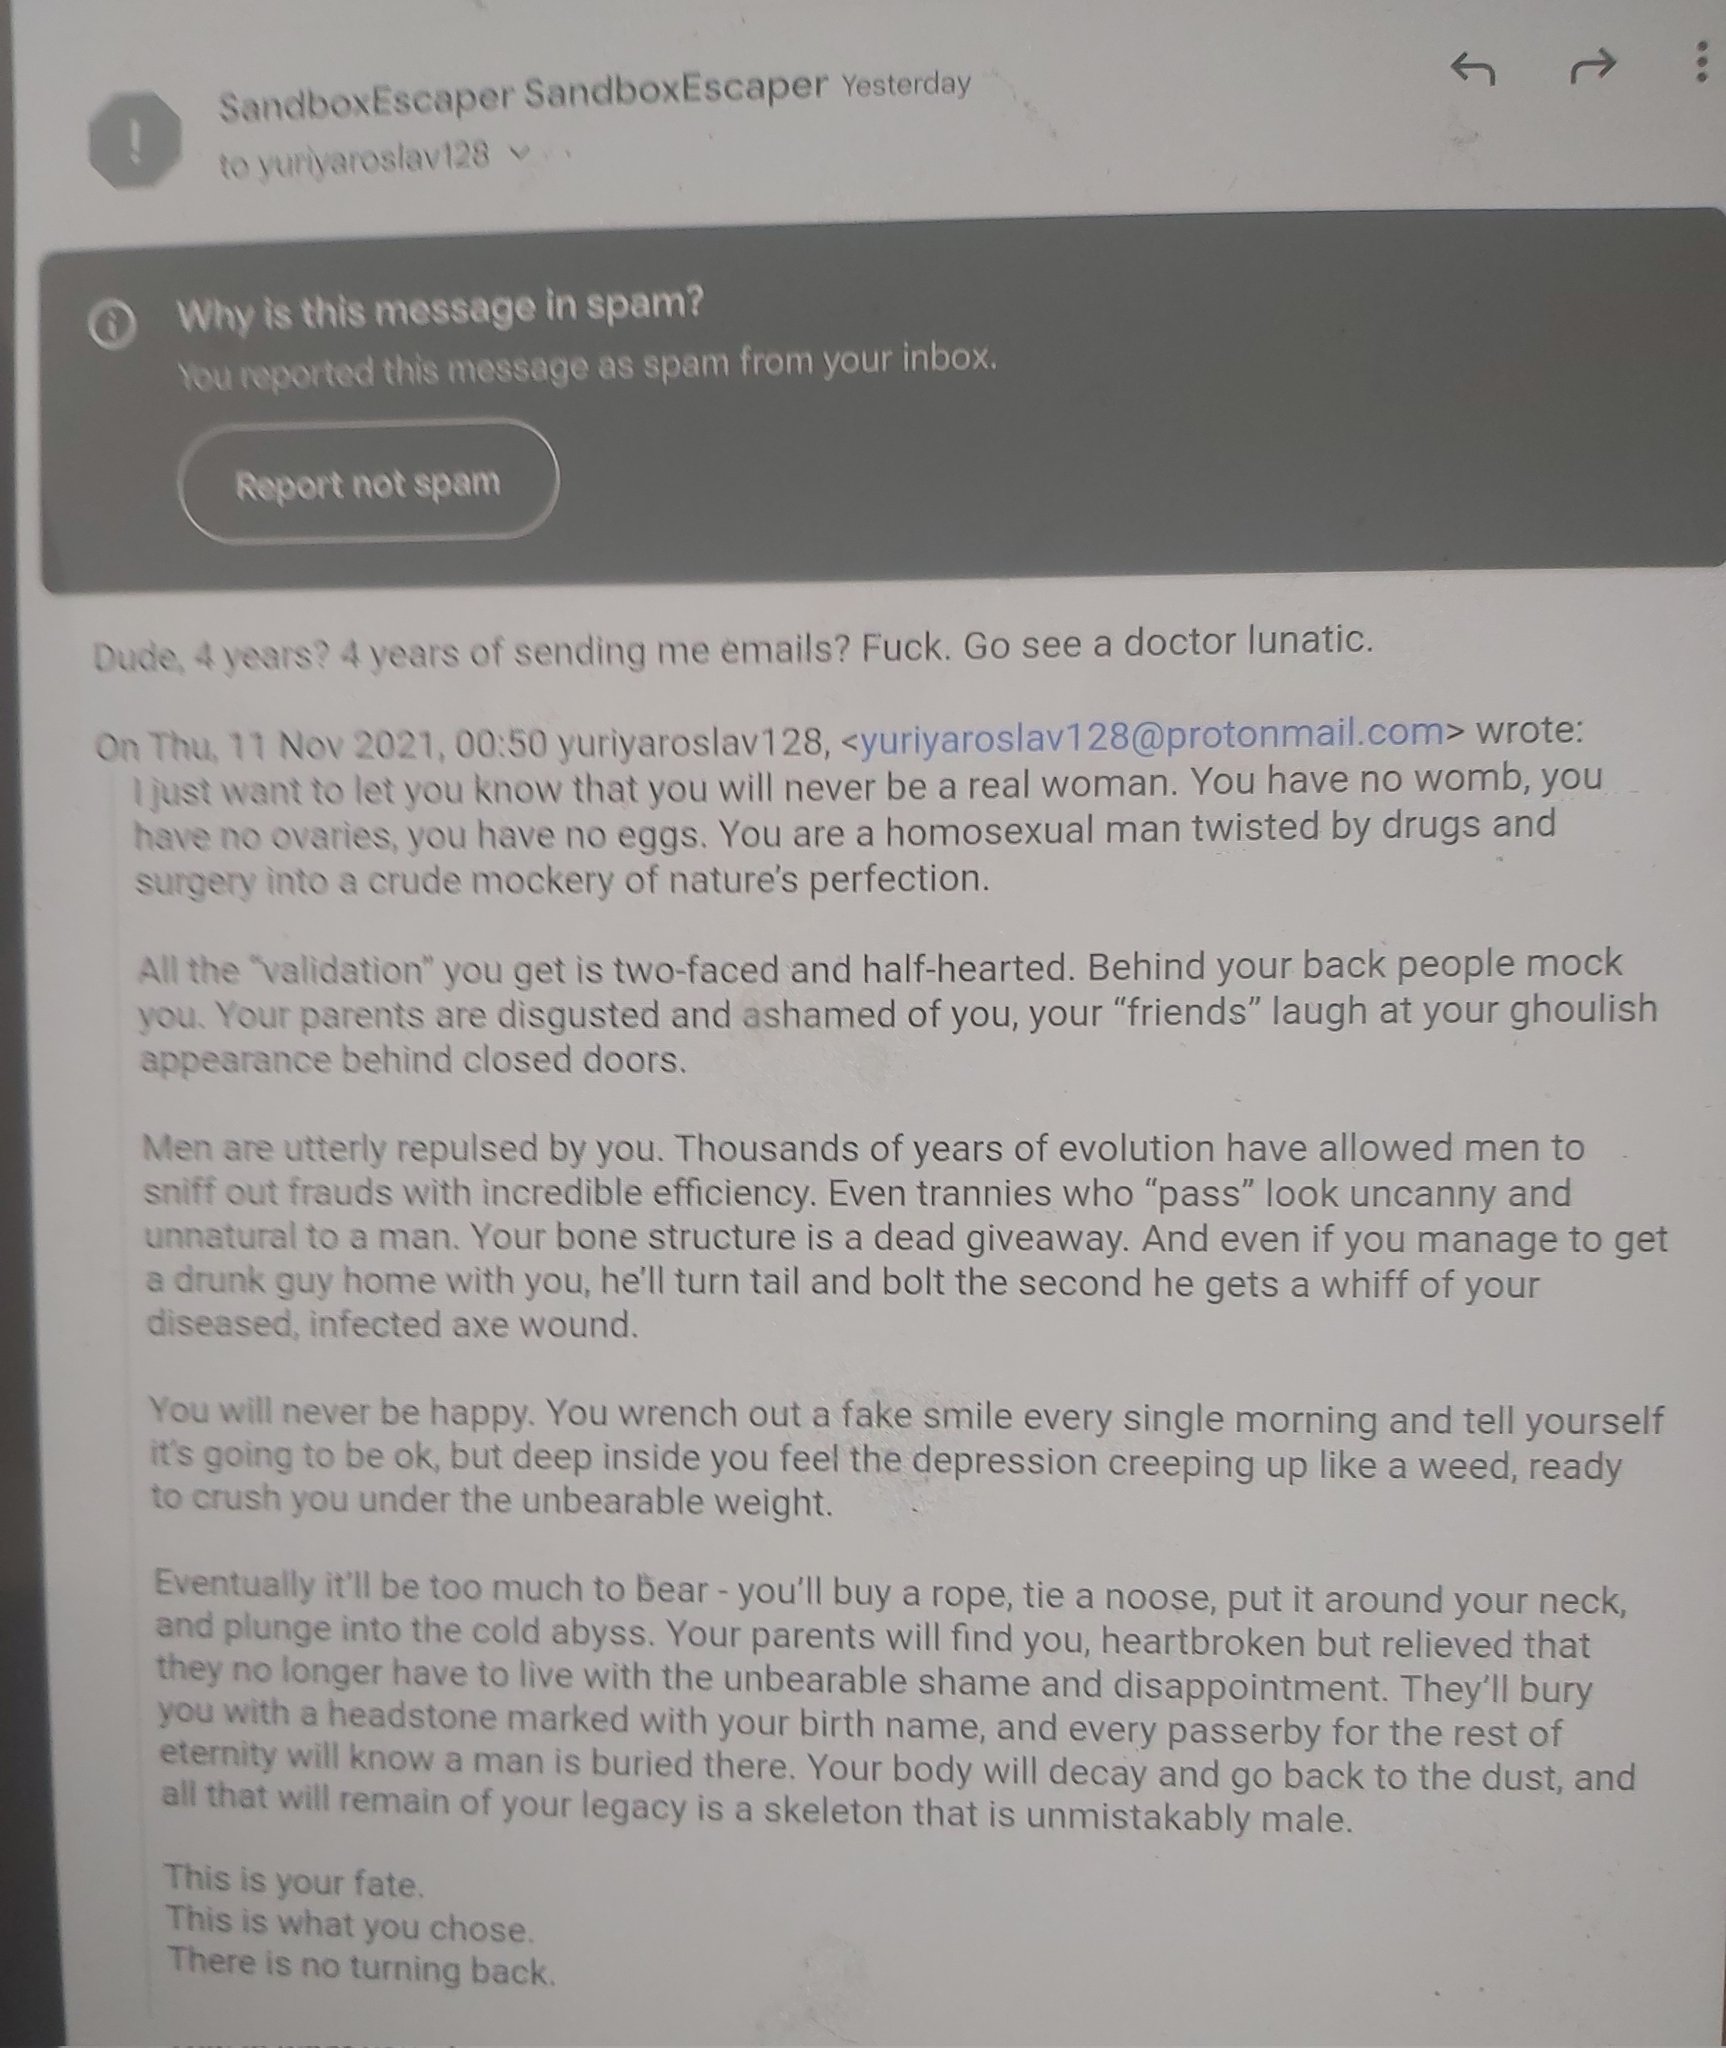 SandboxEscaper SandboxEscaper Yesterday
to yuriyaroslav128
Why is this message in spam?
You reported this message as spam from your inbox.
Report not spam
Dude, 4 years? 4 years of sending me emails? Fuck. Go see a doctor lunatic.
On Thu, 11 Nov 2021, 00:50 yuriyaroslav128, <yuriyaroslav128@protonmail.com> wrote:
I just want to let you know that you will never be a real woman. You have no womb, you
have no ovaries, you have no eggs. You are a homosexual man twisted by drugs and
surgery into a crude mockery of nature's perfection.
All the "validation" you get is two-faced and half-hearted. Behind your back people mock
you. Your parents are disgusted and ashamed of you, your “friends” laugh at your ghoulish
appearance behind closed doors.
Men are utterly repulsed by you. Thousands of years of evolution have allowed men to
sniff out frauds with incredible efficiency. Even trannies who “pass” look uncanny and
unnatural to a man. Your bone structure is a dead giveaway. And even if you manage to get
a drunk guy home with you, he'll turn tail and bolt the second he gets a whiff of your
diseased, infected axe wound.
You will never be happy. You wrench out a fake smile every single morning and tell yourself
it's going to be ok, but deep inside you feel the depression creeping up like a weed, ready
to crush you under the unbearable weight.
Eventually it'll be too much to bear - you'll buy a rope, tie a noose, put it around your neck,
and plunge into the cold abyss. Your parents will find you, heartbroken but relieved that
they no longer have to live with the unbearable shame and disappointment. They'll bury
you with a headstone marked with your birth name, and every passerby for the rest of
eternity will know a man is buried there. Your body will decay and go back to the dust, and
all that will remain of your legacy is a skeleton that is unmistakably male.
This is your fate.
This is what you chose.
There is no turning back.